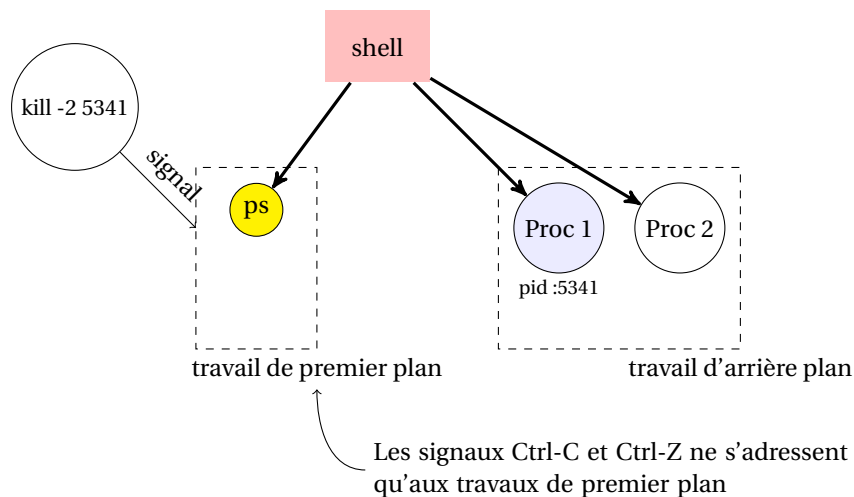 shell
kill -2 5341
signal
ps
Proc 1
Proc 2
pid :5341
travail de premier plan
travail d'arrière plan
Les signaux Ctrl-C et Ctrl-Z ne s'adressent
qu'aux travaux de premier plan